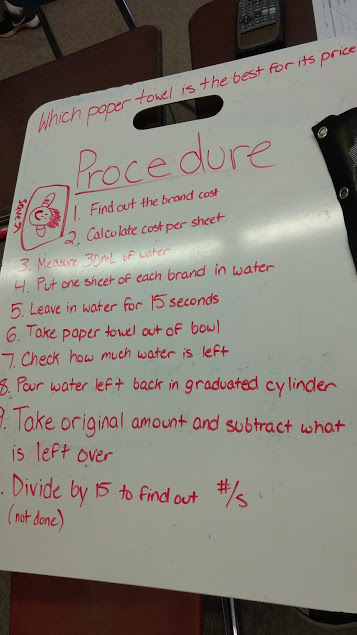 Which paper towel is the best for its price
Procedure
Save
1. Find out the brand cost
2. Calculate cost per sheet
3. Measure 30mL of water
4. Put one sheet of each brand in water
5. Leave in water for 15 seconds
6. Take paper towel out of bowl
7. Check how much water is left
8. Pour water left back in graduated cylinder
9. Take original amount and subtract what
is left over
. Divide by 15 to find out #/s
(not done)